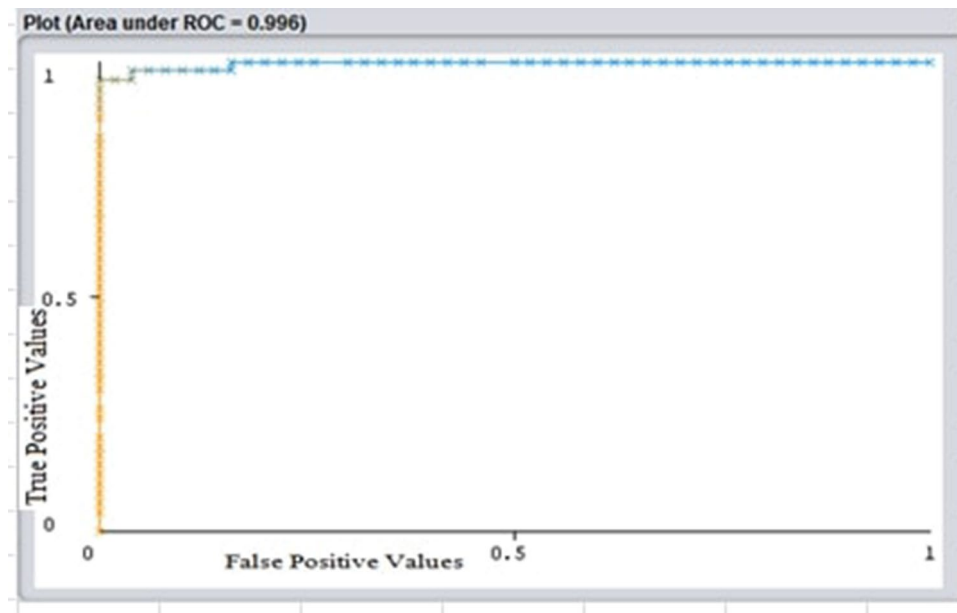 Plot (Area under ROC = 0.996)
1
0.5
True Positive Values
0
0
False Positive Values
0.5
1